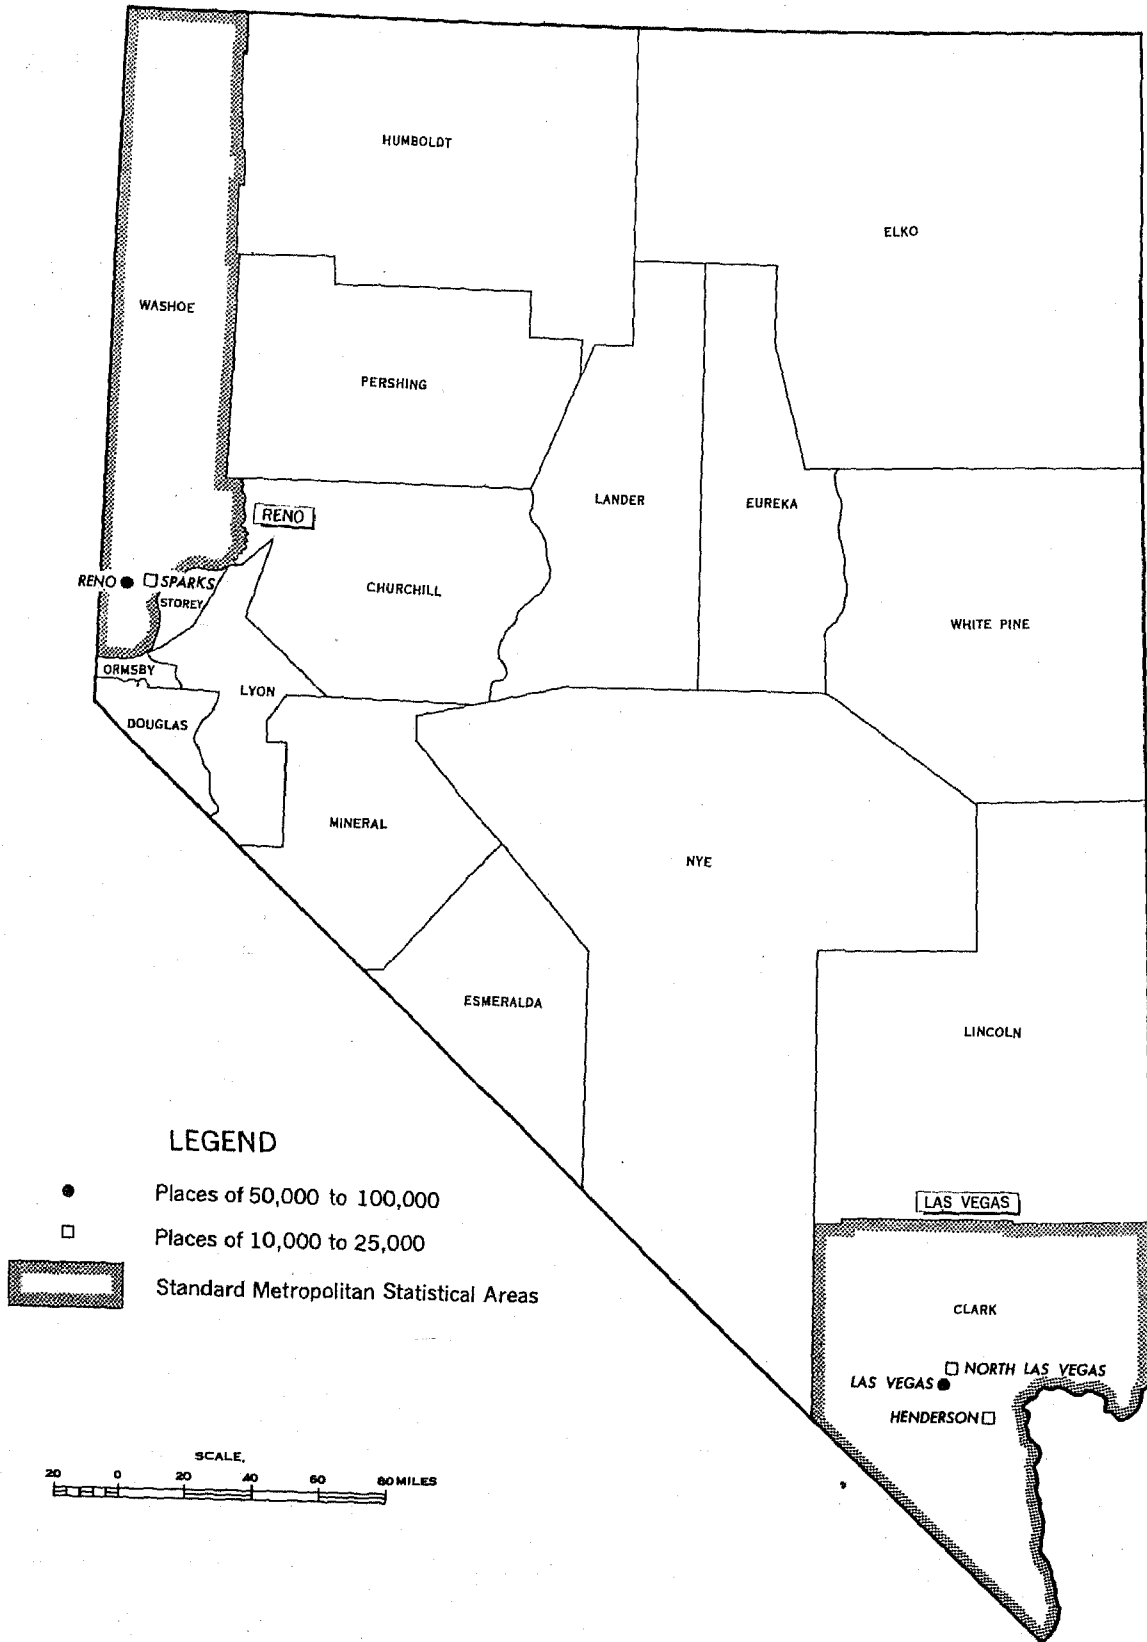 HUMBOLDT
ELKO
WASHOE
PERSHING
LANDER
EUREKA
RENO
RENO
SPARKS
STOREY
CHURCHILL
WHITE PINE
ORMSBY
LYON
DOUGLAS
MINERAL
NYE
ESMERALDA
LINCOLN
LEGEND
Places of 50,000 to 100,000
Places of 10,000 to 25,000
Standard Metropolitan Statistical Areas
LAS VEGAS
CLARK
NORTH LAS VEGAS
LAS VEGAS
HENDERSON
SCALE,
20 0 20 40 60 80 MILES